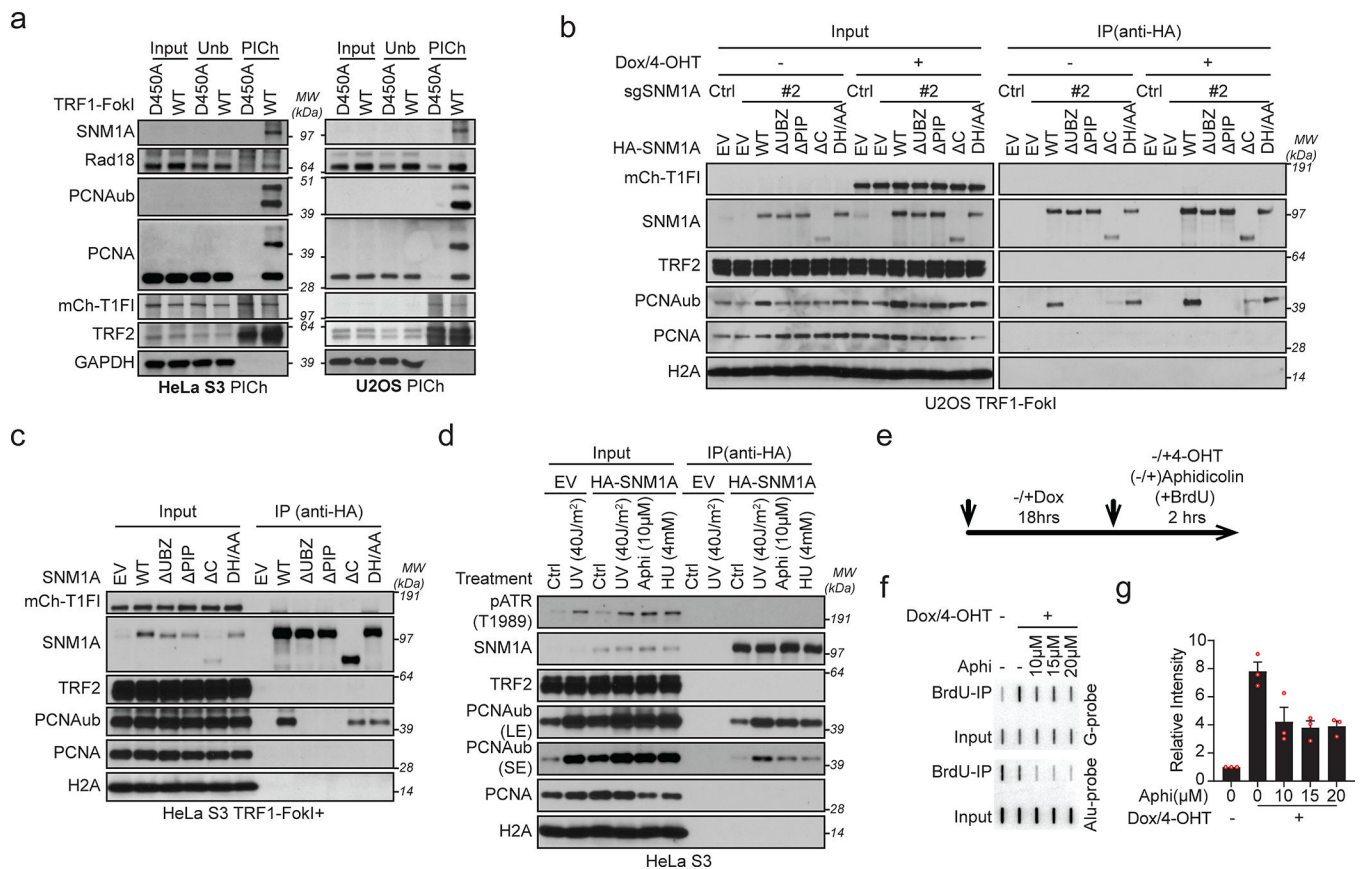 a
Input Unb PICh Input Unb PICh
TRF1-FokI D450A WT D450A WT D450A WT MW (kDa) D450A WT D450A WT D450A WT
SNM1A 97
Rad18 64
PCNAub 51 39
PCNA 39 28
mCh-T1FI 97
TRF2 64
GAPDH 39
HeLa S3 PICh U2OS PICh
b
Input IP(anti-HA)
Dox/4-OHT - + - +
sgSNM1A Ctrl #2 Ctrl #2 Ctrl #2 Ctrl #2
HA-SNM1A EV EV WT ΔUBZ ΔPIP ΔC DH/AA EV EV WT ΔUBZ ΔPIP ΔC DH/AA EV EV WT ΔUBZ ΔPIP ΔC DH/AA EV EV WT ΔUBZ ΔPIP ΔC DH/AA MW (kDa)
mCh-T1FI 191
SNM1A 97
TRF2 64
PCNAub 39
PCNA 28
H2A 14
U2OS TRF1-FokI
c
Input IP (anti-HA)
SNM1A EV WT ΔUBZ ΔPIP ΔC DH/AA EV WT ΔUBZ ΔPIP ΔC DH/AA MW (kDa)
mCh-T1FI 191
SNM1A 97
TRF2 64
PCNAub 39
PCNA 28
H2A 14
HeLa S3 TRF1-FokI+
d
Input IP(anti-HA)
EV HA-SNM1A EV HA-SNM1A
Treatment Ctrl UV (40J/m²) Ctrl UV (40J/m²) Aphi (10µM) HU (4mM) Ctrl UV (40J/m²) Ctrl UV (40J/m²) Aphi (10µM) HU (4mM) MW (kDa)
pATR (T1989) 191
SNM1A 97
TRF2 64
PCNAub (LE) 39
PCNAub (SE) 39
PCNA 28
H2A 14
HeLa S3
e
-/+4-OHT
(-/+)Aphidicolin
-/+Dox (+BrdU)
18hrs 2 hrs
f
Dox/4-OHT - +
Aphi - - 10µM 15µM 20µM
BrdU-IP
Input
G-probe
BrdU-IP
Input
Alu-probe
g
Relative Intensity
10
8
6
4
2
0
Aphi(µM) 0 0 10 15 20
Dox/4-OHT - +